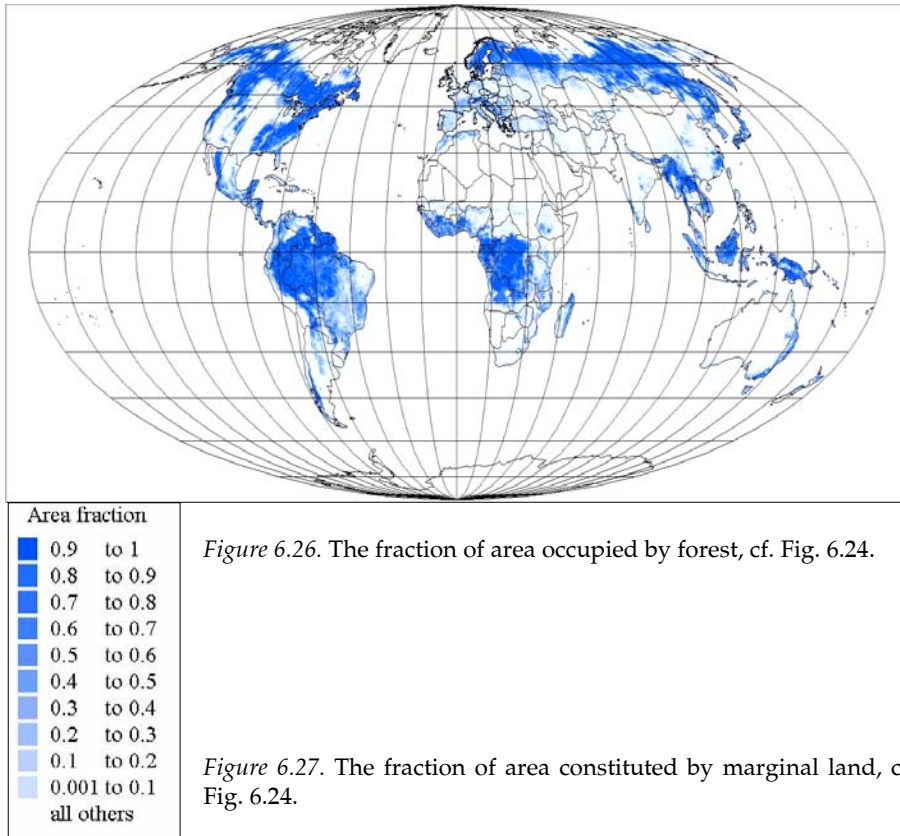 Area fraction
0.9 to 1
0.8 to 0.9
0.7 to 0.8
0.6 to 0.7
0.5 to 0.6
0.4 to 0.5
0.3 to 0.4
0.2 to 0.3
0.1 to 0.2
0.001 to 0.1
all others
Figure 6.26. The fraction of area occupied by forest, cf. Fig. 6.24.
Figure 6.27. The fraction of area constituted by marginal land, c
Fig. 6.24.